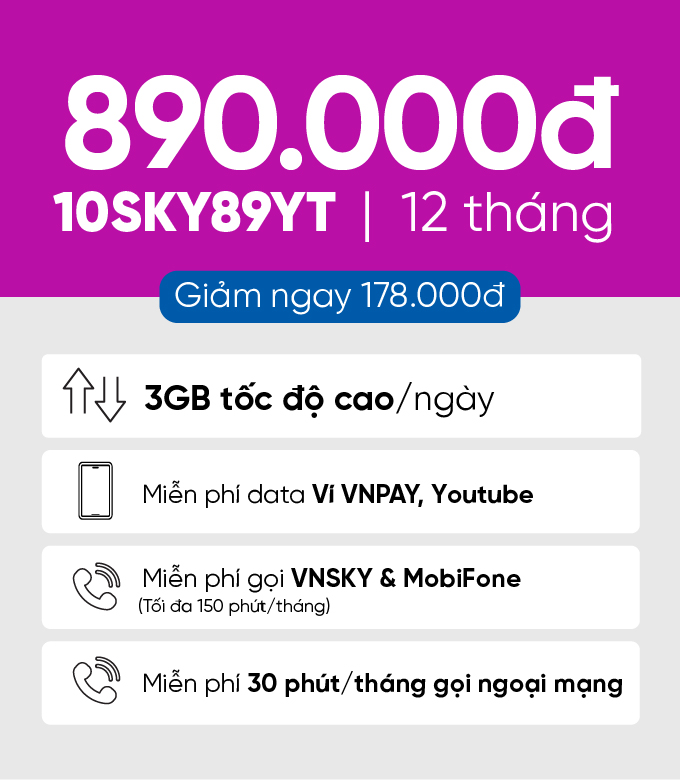 890.000đ
10SKY89YT | 12 tháng
Giảm ngay 178.000đ
3GB tốc độ cao/ngày
Miễn phí data Ví VNPAY, Youtube
Miễn phí gọi VNSKY & MobiFone
(Tối đa 150 phút/tháng)
Miễn phí 30 phút/tháng gọi ngoại mạng